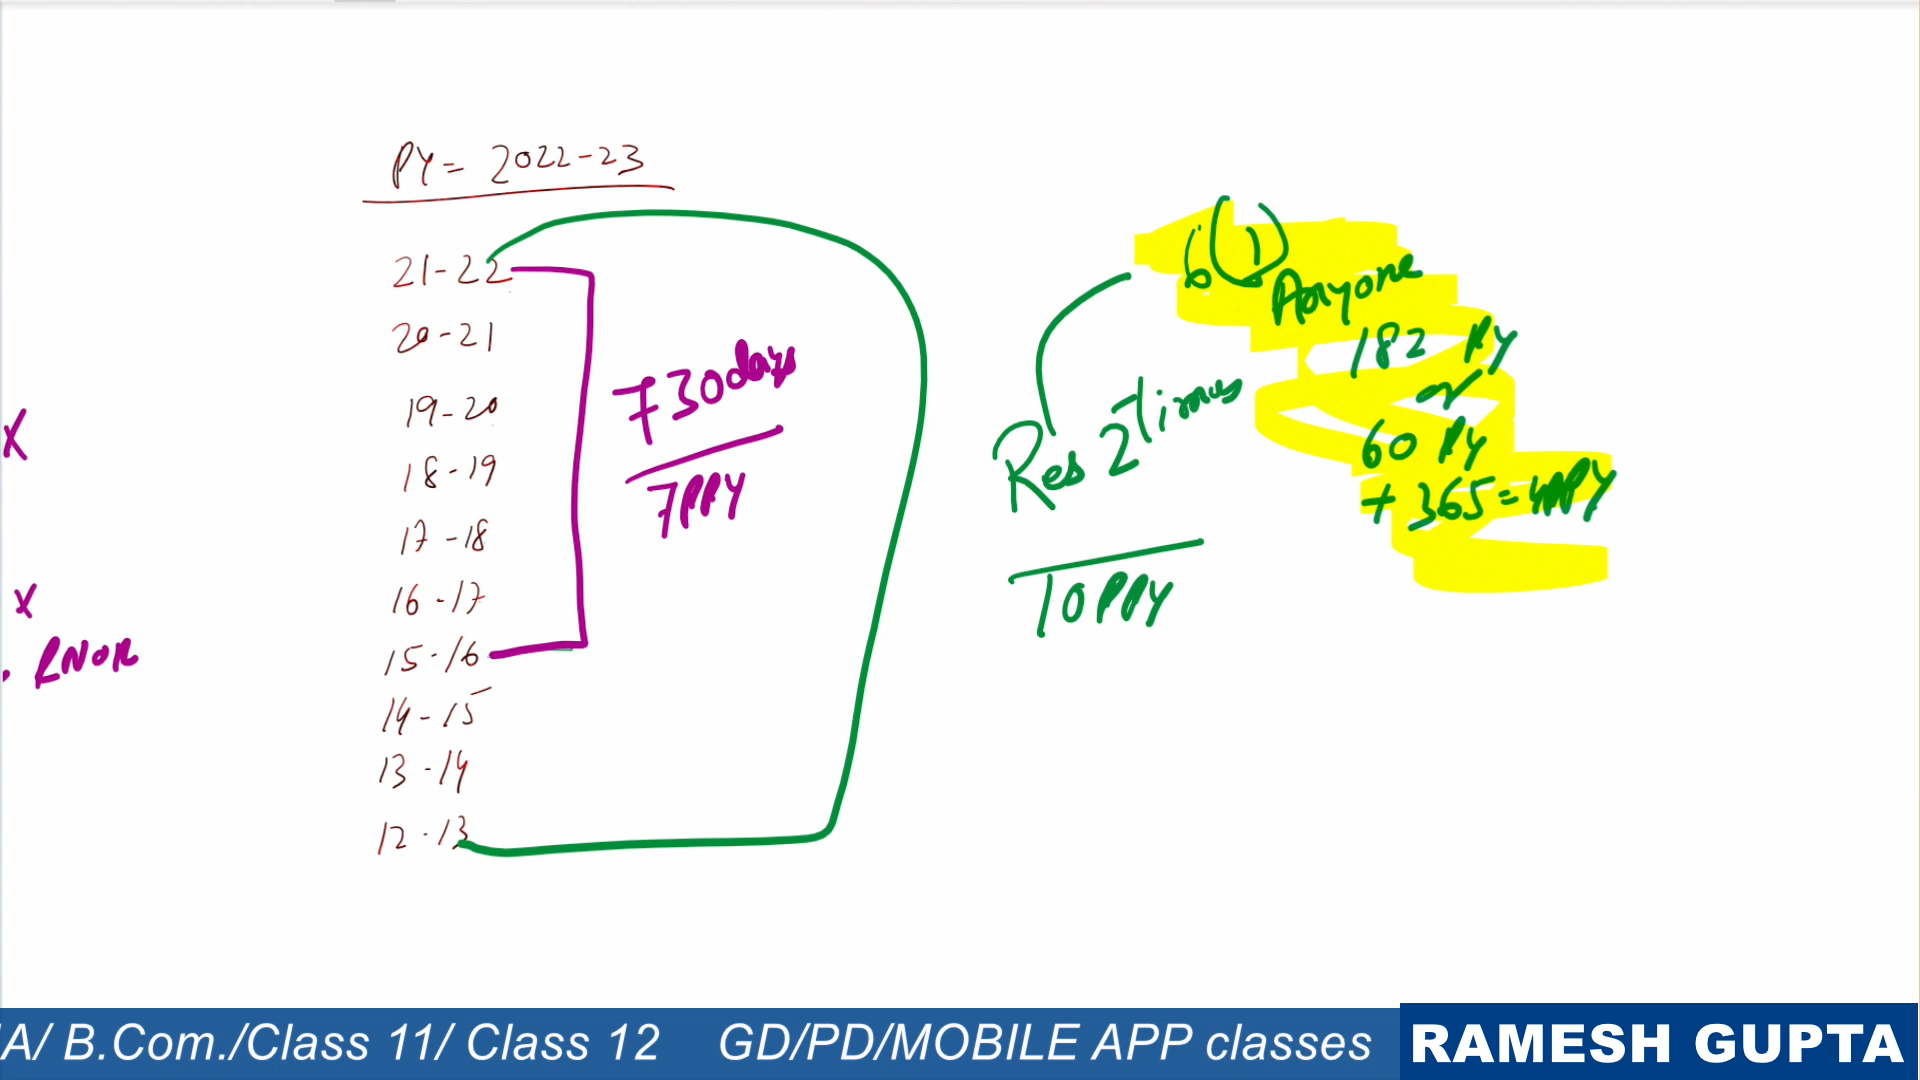 PY = 2022-23
21-22
20-21
19-20
18-19
17-18
16-17
15-16
14-15
13-14
12-13
730 days
7PPY
X
X
RNOR
6(1)
Anyone
182 PY
or
60 PY
+ 365 = 4PPY
Res 2 Times
10 PPY
A/ B.Com./Class 11/ Class 12 GD/PD/MOBILE APP classes
RAMESH GUPTA